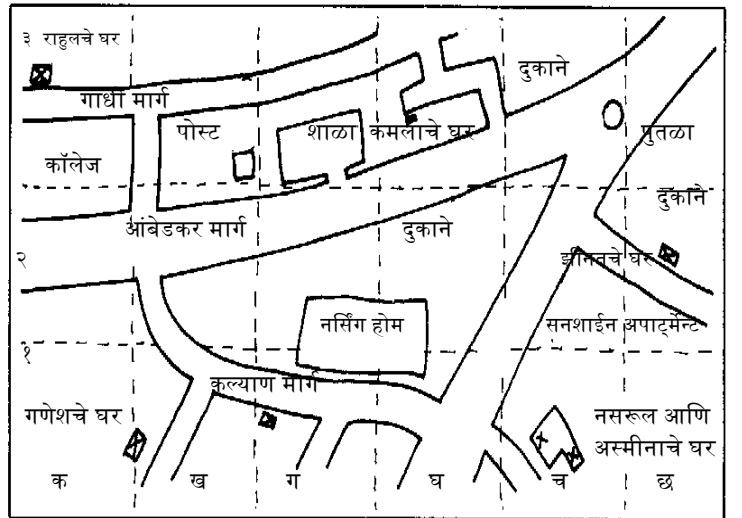 ३ राहुलचे घर
दुकाने
गाधी मार्ग
पोस्ट
शाळा
कमलाचे घर
पुतळा
कॉलेज
दुकाने
आंबेडकर मार्ग
दुकाने
२
झीनतचे घर
नर्सिंग होम
सनशाईन अपार्ट्मेन्ट
१
कल्याण मार्ग
गणेशचे घर
नसरूल आणि
अस्मीनाचे घर
क ख ग घ च छ